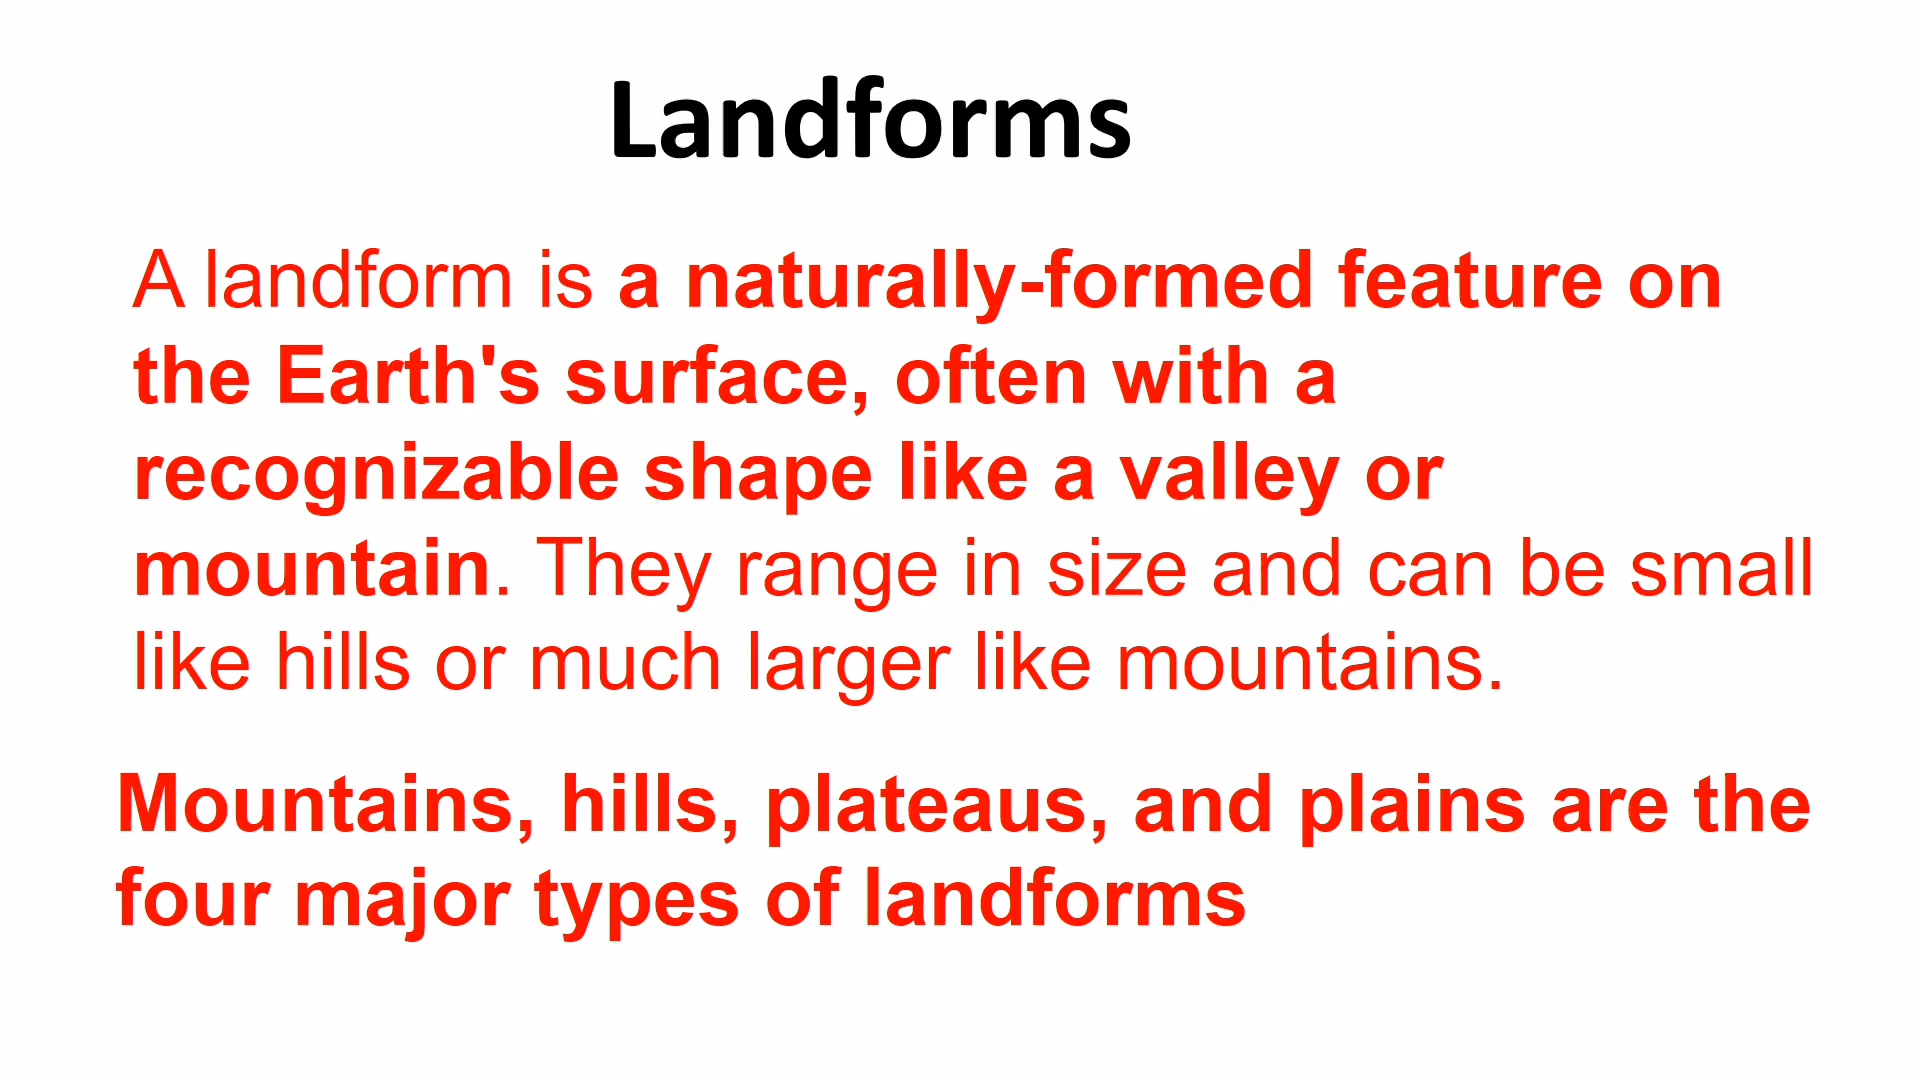 Landforms
A landform is a naturally-formed feature on
the Earth's surface, often with a
recognizable shape like a valley or
mountain. They range in size and can be small
like hills or much larger like mountains.
Mountains, hills, plateaus, and plains are the
four major types of landforms